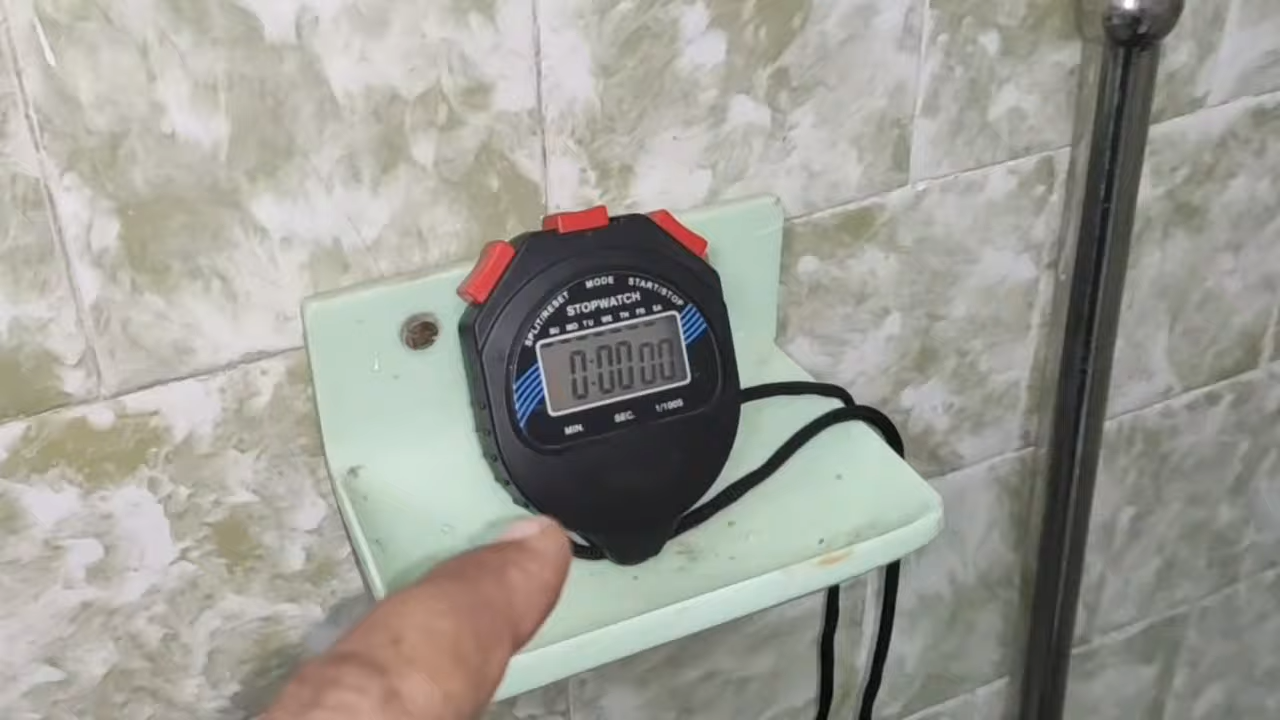 SPLIT/RESET MODE START/STOP
STOPWATCH
SU MO TU WE TH FR SA
0:00 00
MIN. SEC. 1/100S